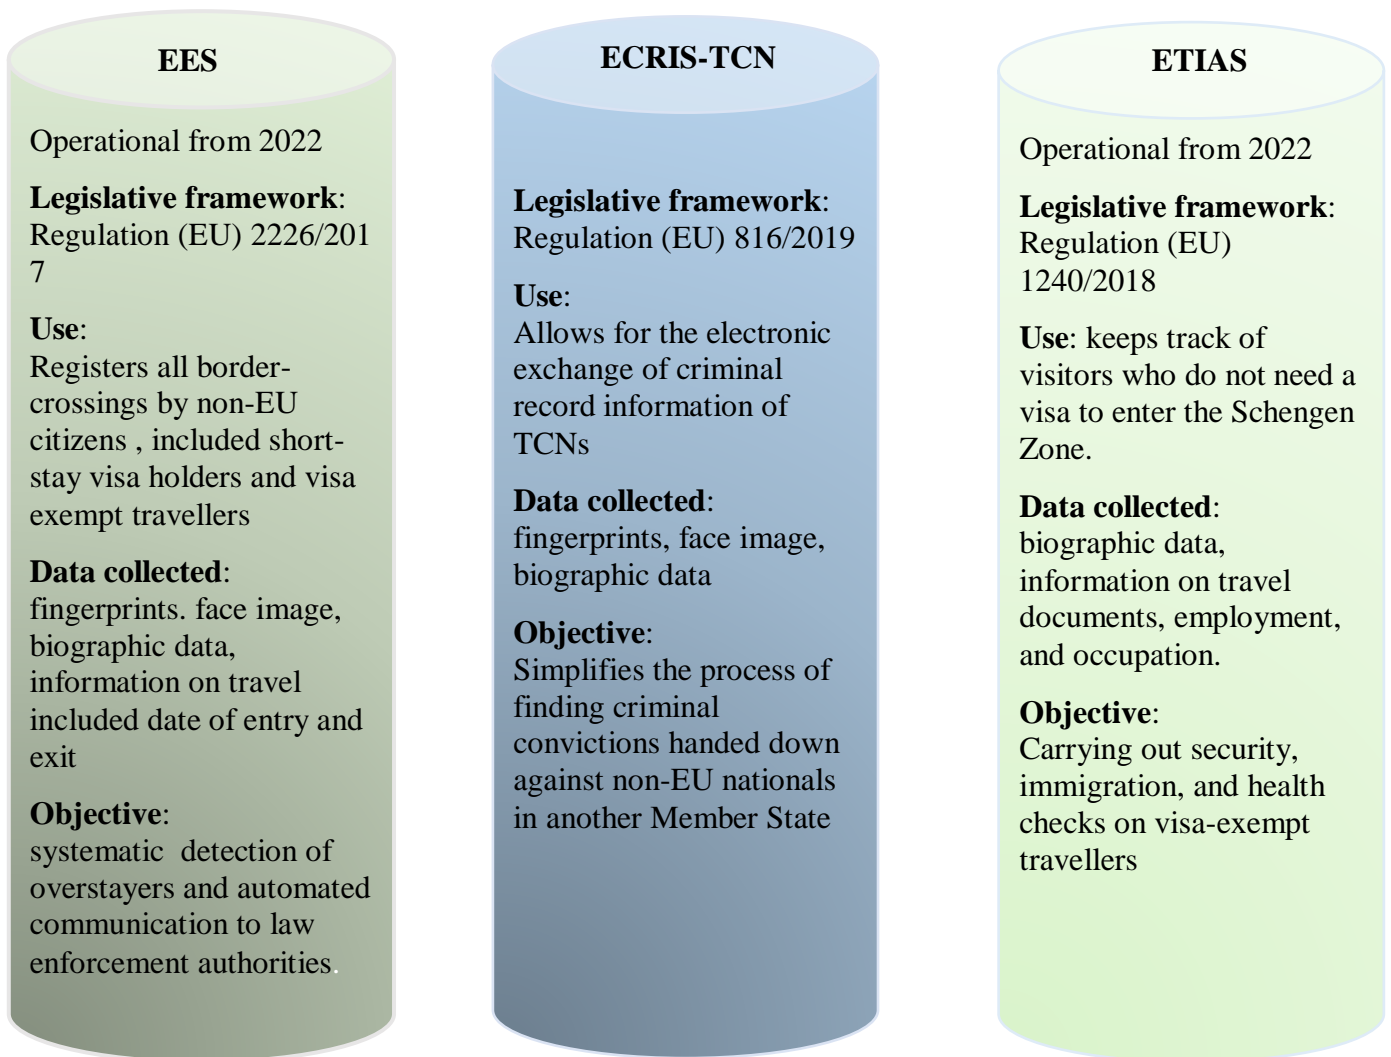 EES
Operational from 2022
Legislative framework:
Regulation (EU) 2226/201
7
Use:
Registers all border-
crossings by non-EU
citizens , included short-
stay visa holders and visa
exempt travellers
Data collected:
fingerprints. face image,
biographic data,
information on travel
included date of entry and
exit
Objective:
systematic detection of
overstayers and automated
communication to law
enforcement authorities.
ECRIS-TCN
Legislative framework:
Regulation (EU) 816/2019
Use:
Allows for the electronic
exchange of criminal
record information of
TCNs
Data collected:
fingerprints, face image,
biographic data
Objective:
Simplifies the process of
finding criminal
convictions handed down
against non-EU nationals
in another Member State
ETIAS
Operational from 2022
Legislative framework:
Regulation (EU)
1240/2018
Use: keeps track of
visitors who do not need a
visa to enter the Schengen
Zone.
Data collected:
biographic data,
information on travel
documents, employment,
and occupation.
Objective:
Carrying out security,
immigration, and health
checks on visa-exempt
travellers